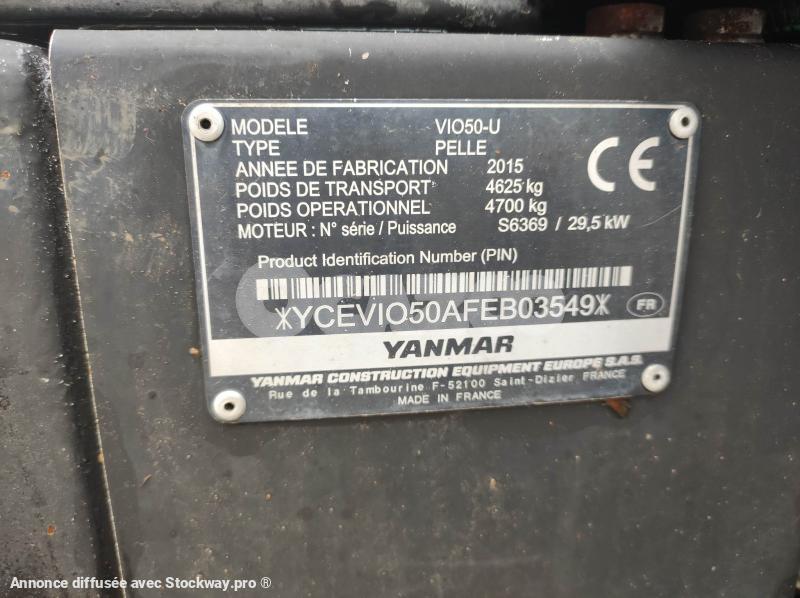 MODELE VIO50-U
TYPE PELLE
ANNEE DE FABRICATION 2015
POIDS DE TRANSPORT 4625 kg
POIDS OPERATIONNEL 4700 kg
MOTEUR : N° série / Puissance S6369 / 29,5 kW
CE
Product Identification Number (PIN)
*YCEVIO50AFEB03549* FR
YANMAR
YANMAR CONSTRUCTION EQUIPMENT EUROPE S.A.S.
Rue de la Tambourine F-52100 Saint-Dizier FRANCE
MADE IN FRANCE
Annonce diffusée avec Stockway.pro ®